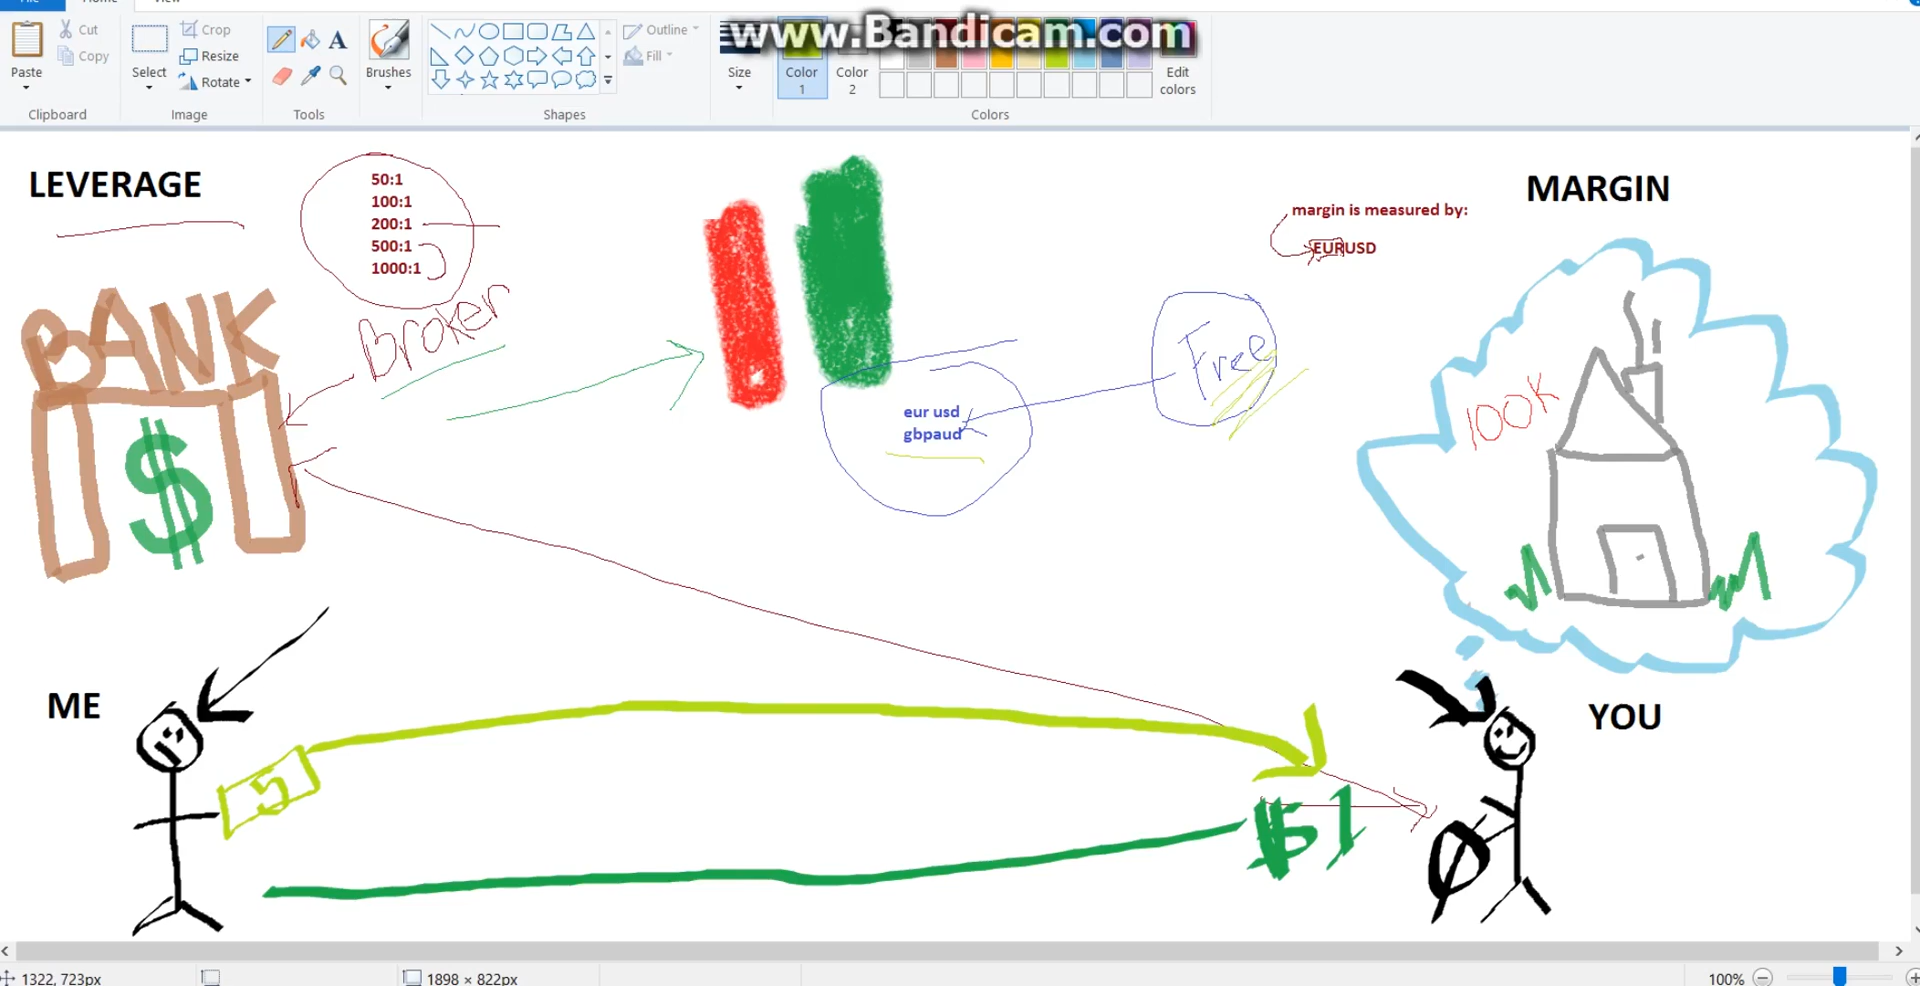 File Home View
www.Bandicam.com
Paste
Cut
Copy
Clipboard
Select
Crop
Resize
Rotate
Image
Tools
Brushes
Outline
Fill
Shapes
Size
Color 1
Color 2
Edit colors
Colors
LEVERAGE
50:1
100:1
200:1
500:1
1000:1
Broker
BANK
$
eur usd
gbpaud
Free
margin is measured by:
EURUSD
MARGIN
100K
ME
5
$1
YOU
1322, 723px
1898 × 822px
100%